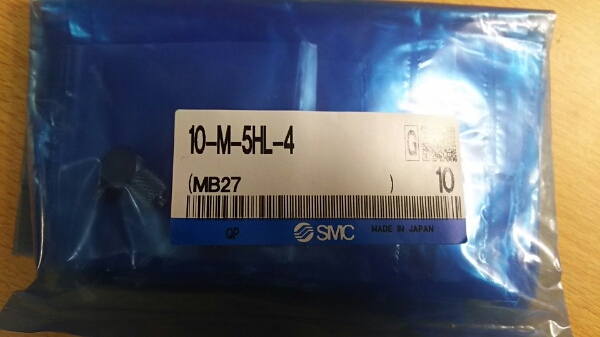 10-M-5HL-4 G
(MB27 ) 10
QP SMC MADE IN JAPAN